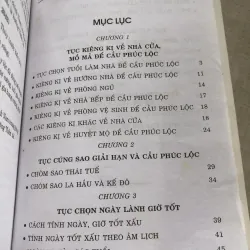 MỤC LỤC
CHƯƠNG 1
TỤC KIÊNG KỊ VỀ NHÀ CỬA,
MỒ MẢ ĐỂ CẦU PHÚC LỘC
• TỤC CHỌN TUỔI LÀM NHÀ ĐỂ CẦU PHÚC LỘC 3
• KIÊNG KỊ VỀ HƯỚNG NHÀ ĐỂ CẦU PHÚC LỘC 5
• KIÊNG KỊ VỀ PHÒNG NGỦ 11
• KIÊNG KỊ VỀ NHÀ BẾP ĐỂ CẦU PHÚC LỘC 12
• KIÊNG KỊ VỀ PHÒNG VỆ SINH ĐỂ CẦU PHÚC LỘC 14
• CÁC KIÊNG KỊ KHÁC VỀ NHÀ CỬA 17
• KIÊNG KỊ VỀ HUYỆT MỘ ĐỂ CẦU PHÚC LỘC 24
CHƯƠNG 2
TỤC CÚNG SAO GIẢI HẠN VÀ CẦU PHÚC LỘC
• CHÒM SAO THÁI TUẾ 29
• CHÒM SAO LA HẦU VÀ KẾ ĐÔ 34
CHƯƠNG 3
TỤC CHỌN NGÀY LÀNH GIỜ TỐT
• CÁCH TÍNH NGÀY, GIỜ TỐT XẤU 39
• TÍNH NGÀY TỐT XẤU THEO ÂM LỊCH 41